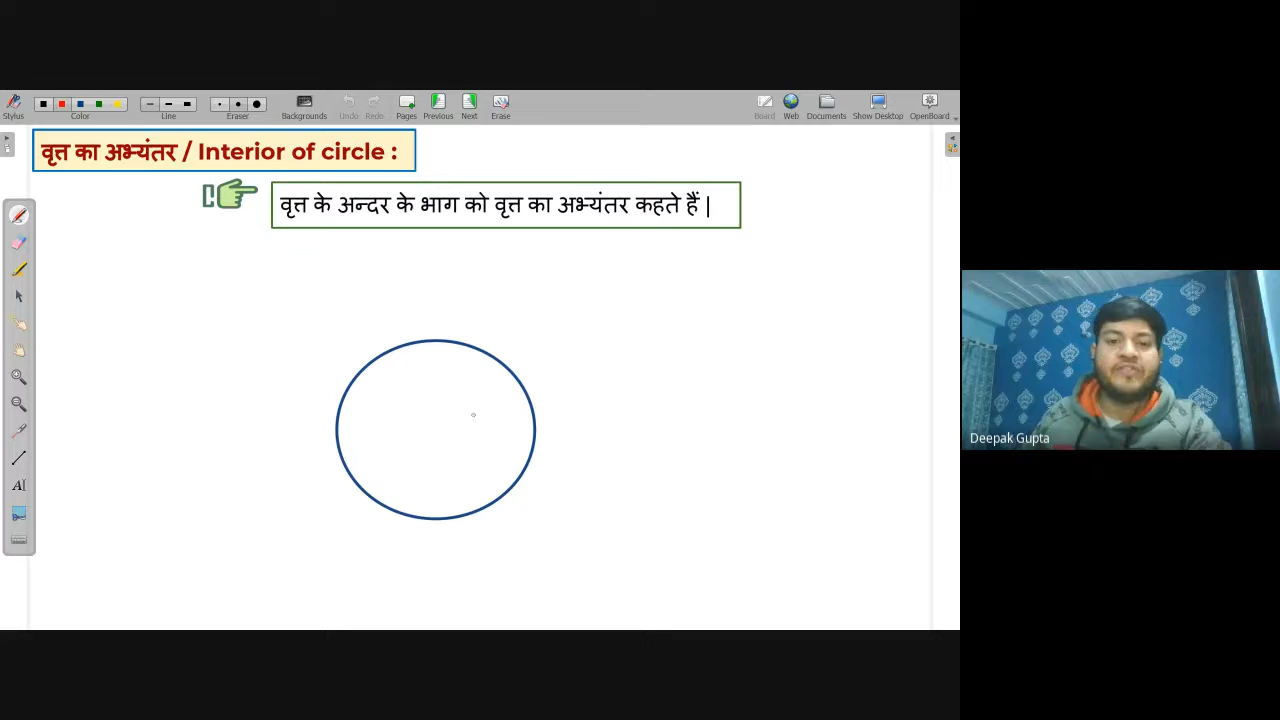 Stylus
Color
Line
Eraser
Backgrounds
Undo
Redo
Pages
Previous
Next
Erase
Board
Web
Documents
Show Desktop
OpenBoard
वृत्त का अभ्यंतर / Interior of circle :
वृत्त के अन्दर के भाग को वृत्त का अभ्यंतर कहते हैं |
Deepak Gupta